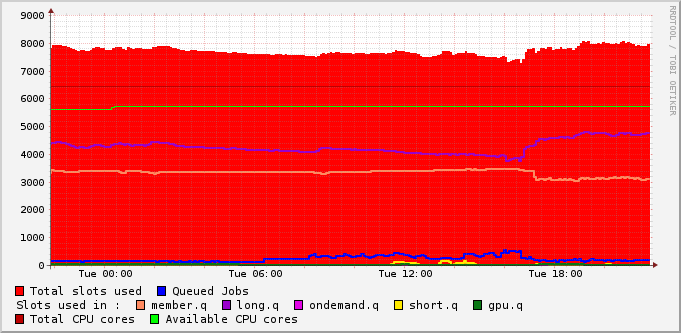 9000
8000
7000
6000
5000
4000
3000
2000
1000
0
Tue 00:00 Tue 06:00 Tue 12:00 Tue 18:00
Total slots used Queued Jobs
Slots used in : member.q long.q ondemand.q short.q gpu.q
Total CPU cores Available CPU cores
RRDTOOL / TOBI OETIKER